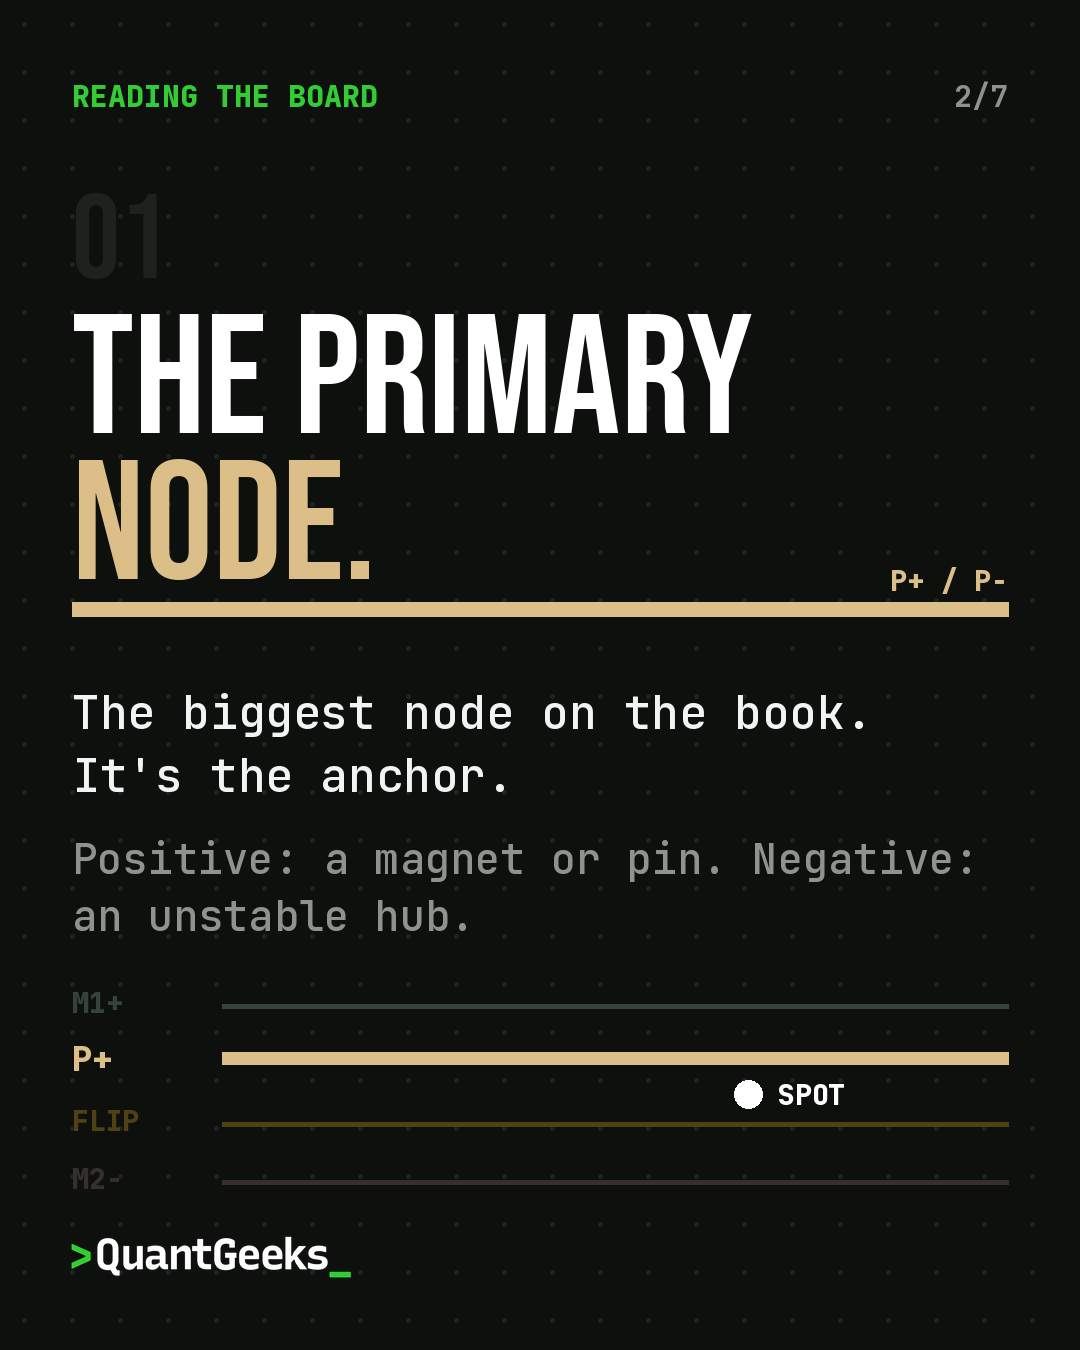 READING THE BOARD
2/7
01
THE PRIMARY
NODE.
P+ / P-
The biggest node on the book.
It's the anchor.
Positive: a magnet or pin. Negative:
an unstable hub.
M1+
P+
SPOT
FLIP
M2-
>QuantGeeks_